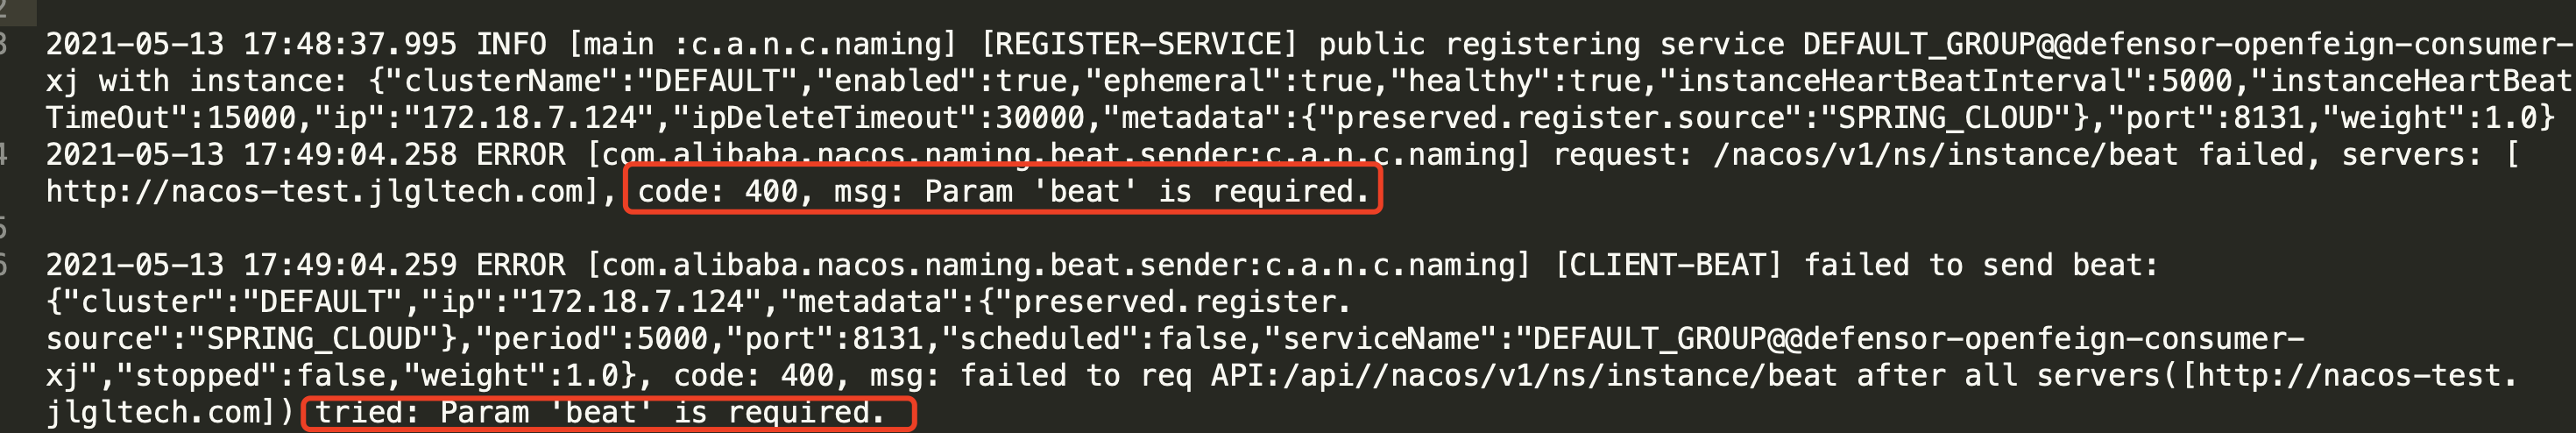 2
3 2021-05-13 17:48:37.995 INFO [main :c.a.n.c.naming] [REGISTER-SERVICE] public registering service DEFAULT_GROUP@@defensor-openfeign-consumer-
xj with instance: {"clusterName":"DEFAULT","enabled":true,"ephemeral":true,"healthy":true,"instanceHeartBeatInterval":5000,"instanceHeartBeat
TimeOut":15000,"ip":"172.18.7.124","ipDeleteTimeout":30000,"metadata":{"preserved.register.source":"SPRING_CLOUD"},"port":8131,"weight":1.0}
4 2021-05-13 17:49:04.258 ERROR [com.alibaba.nacos.naming.beat.sender:c.a.n.c.naming] request: /nacos/v1/ns/instance/beat failed, servers: [
http://nacos-test.jlgltech.com], code: 400, msg: Param 'beat' is required.
5
6 2021-05-13 17:49:04.259 ERROR [com.alibaba.nacos.naming.beat.sender:c.a.n.c.naming] [CLIENT-BEAT] failed to send beat:
{"cluster":"DEFAULT","ip":"172.18.7.124","metadata":{"preserved.register.
source":"SPRING_CLOUD"},"period":5000,"port":8131,"scheduled":false,"serviceName":"DEFAULT_GROUP@@defensor-openfeign-consumer-
xj","stopped":false,"weight":1.0}, code: 400, msg: failed to req API:/api//nacos/v1/ns/instance/beat after all servers([http://nacos-test.
jlgltech.com]) tried: Param 'beat' is required.